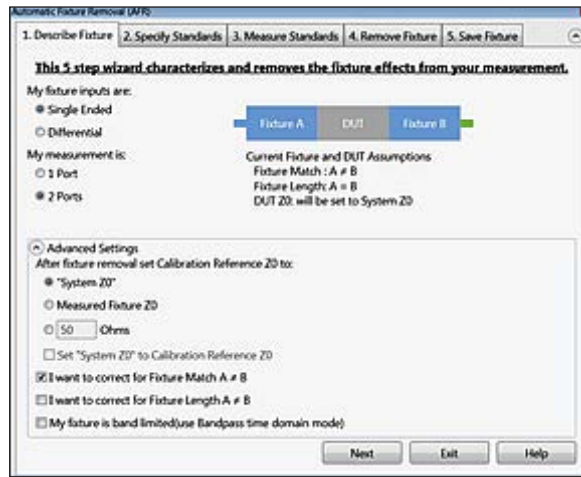 Automatic Fixture Removal (AFR)
1. Describe Fixture 2. Specify Standards 3. Measure Standards 4. Remove Fixture 5. Save Fixture
This 5 step wizard characterizes and removes the fixture effects from your measurement.
My fixture inputs are:
Single Ended
Differential
Fixture A DUT Fixture B
My measurement is:
1 Port
2 Ports
Current Fixture and DUT Assumptions
Fixture Match : A ≠ B
Fixture Length: A = B
DUT Z0: will be set to System Z0
Advanced Settings
After fixture removal set Calibration Reference Z0 to:
"System Z0"
Measured Fixture Z0
50 Ohms
Set "System Z0" to Calibration Reference Z0
I want to correct for Fixture Match A ≠ B
I want to correct for Fixture Length A ≠ B
My fixture is band limited(use Bandpass time domain mode)
Next Exit Help